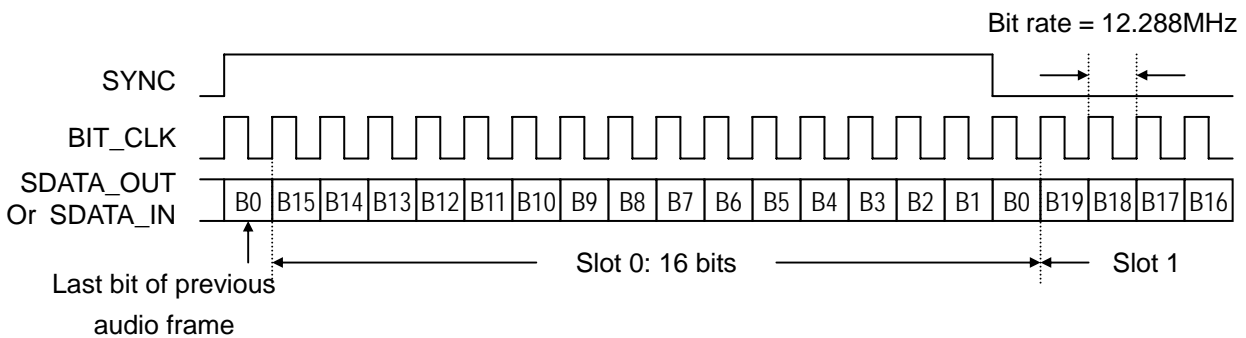 Bit rate = 12.288MHz
SYNC
BIT_CLK
SDATA_OUT
Or SDATA_IN
B0 B15 B14 B13 B12 B11 B10 B9 B8 B7 B6 B5 B4 B3 B2 B1 B0 B19 B18 B17 B16
Slot 0: 16 bits
Slot 1
Last bit of previous
audio frame